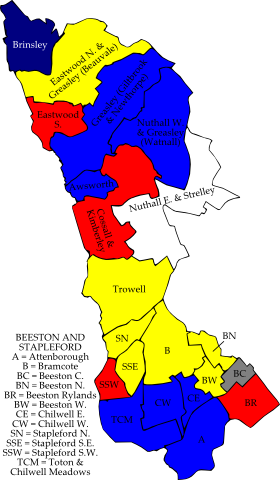 Brinsley
Eastwood N. &
Greasley (Beauvale)
Greasley (Giltbrook
& Newthorpe)
Eastwood
S.
Nuthall W.
& Greasley
(Watnall)
Awsworth
Nuthall E. & Strelley
Cossall &
Kimberley
Trowell
BN
SN
B
SSE
BW
BC
SSW
BR
CW
CE
TCM
A
BEESTON AND
STAPLEFORD
A = Attenborough
B = Bramcote
BC = Beeston C.
BN = Beeston N.
BR = Beeston Rylands
BW = Beeston W.
CE = Chilwell E.
CW = Chilwell W.
SN = Stapleford N.
SSE = Stapleford S.E.
SSW = Stapleford S.W.
TCM = Toton &
Chilwell Meadows